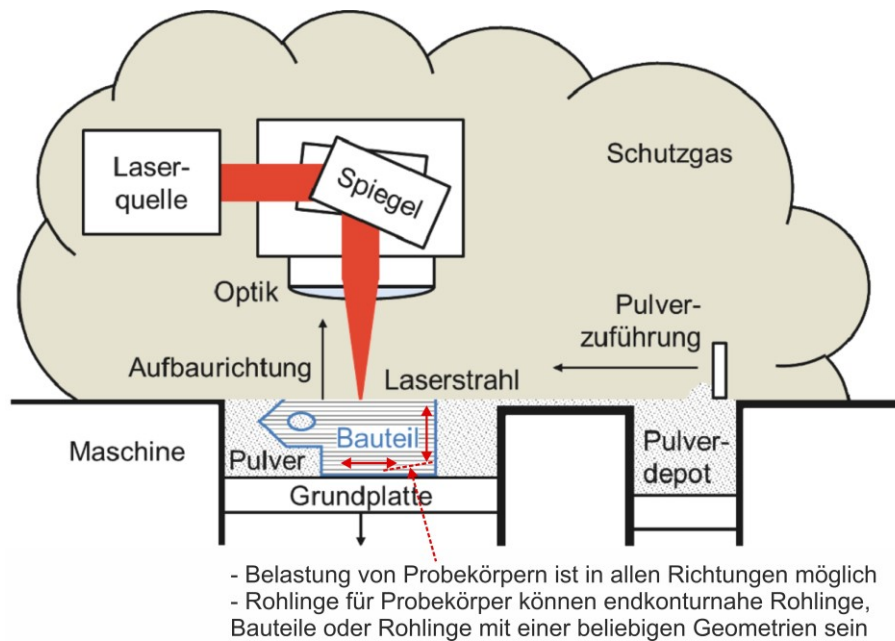 Laser-
quelle
Spiegel
Schutzgas
Optik
Pulver-
zuführung
Aufbaurichtung
Laserstrahl
Maschine
Bauteil
Pulver
Pulver-
depot
Grundplatte
- Belastung von Probekörpern ist in allen Richtungen möglich
- Rohlinge für Probekörper können endkonturnahe Rohlinge,
Bauteile oder Rohlinge mit einer beliebigen Geometrien sein